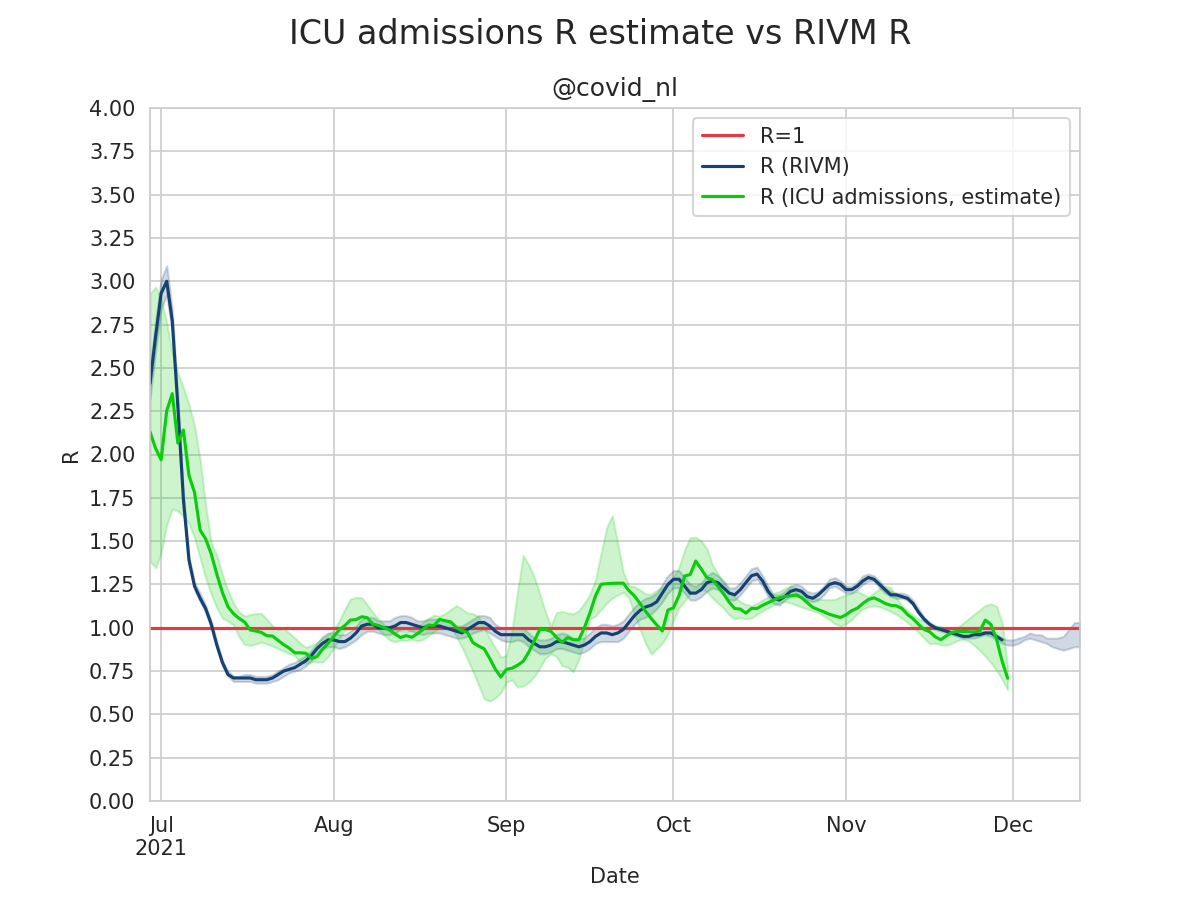 ICU admissions R estimate vs RIVM R
@covid_nl
4.00
3.75
3.50
3.25
3.00
2.75
2.50
2.25
2.00
1.75
1.50
1.25
1.00
0.75
0.50
0.25
0.00
R
R=1
R (RIVM)
R (ICU admissions, estimate)
Jul Aug Sep Oct Nov Dec
2021
Date